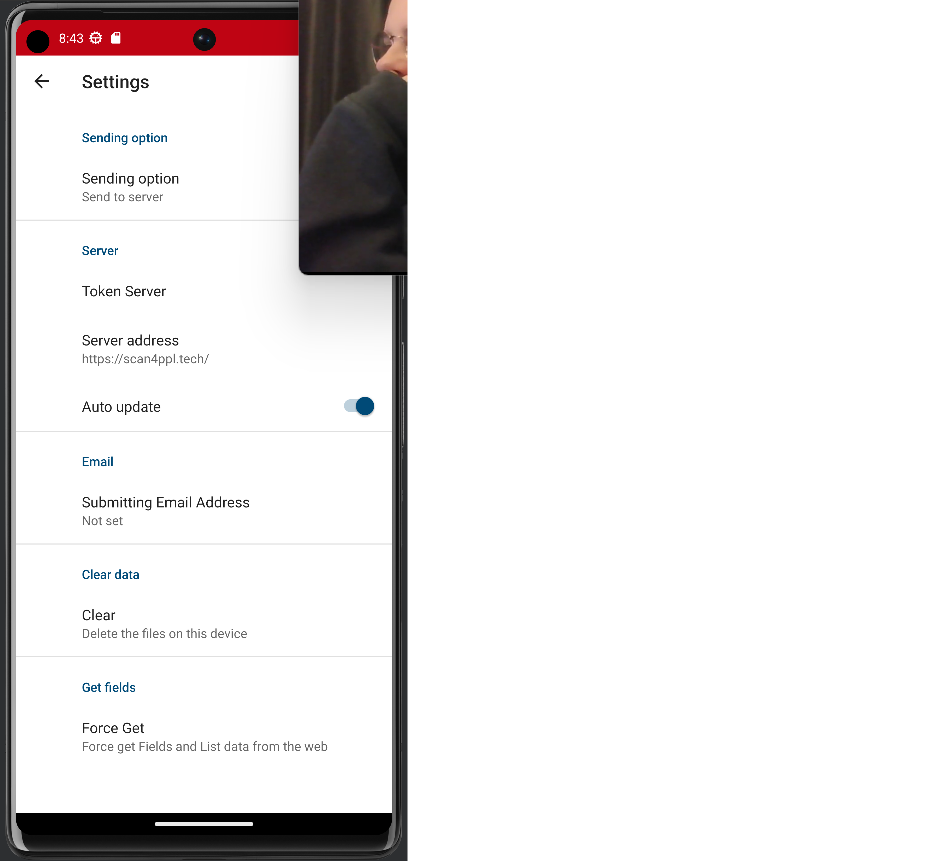 8:43
Settings
Sending option
Sending option
Send to server
Server
Token Server
Server address
https://scan4ppl.tech/
Auto update
Email
Submitting Email Address
Not set
Clear data
Clear
Delete the files on this device
Get fields
Force Get
Force get Fields and List data from the web